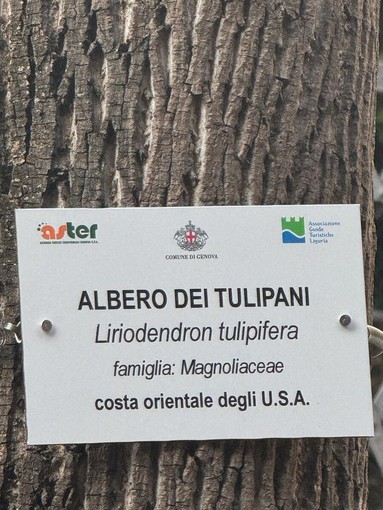 aster
COMUNE DI GENOVA
Associazione
Guide
Turistiche
Liguria
ALBERO DEI TULIPANI
Liriodendron tulipifera
famiglia: Magnoliaceae
costa orientale degli U.S.A.